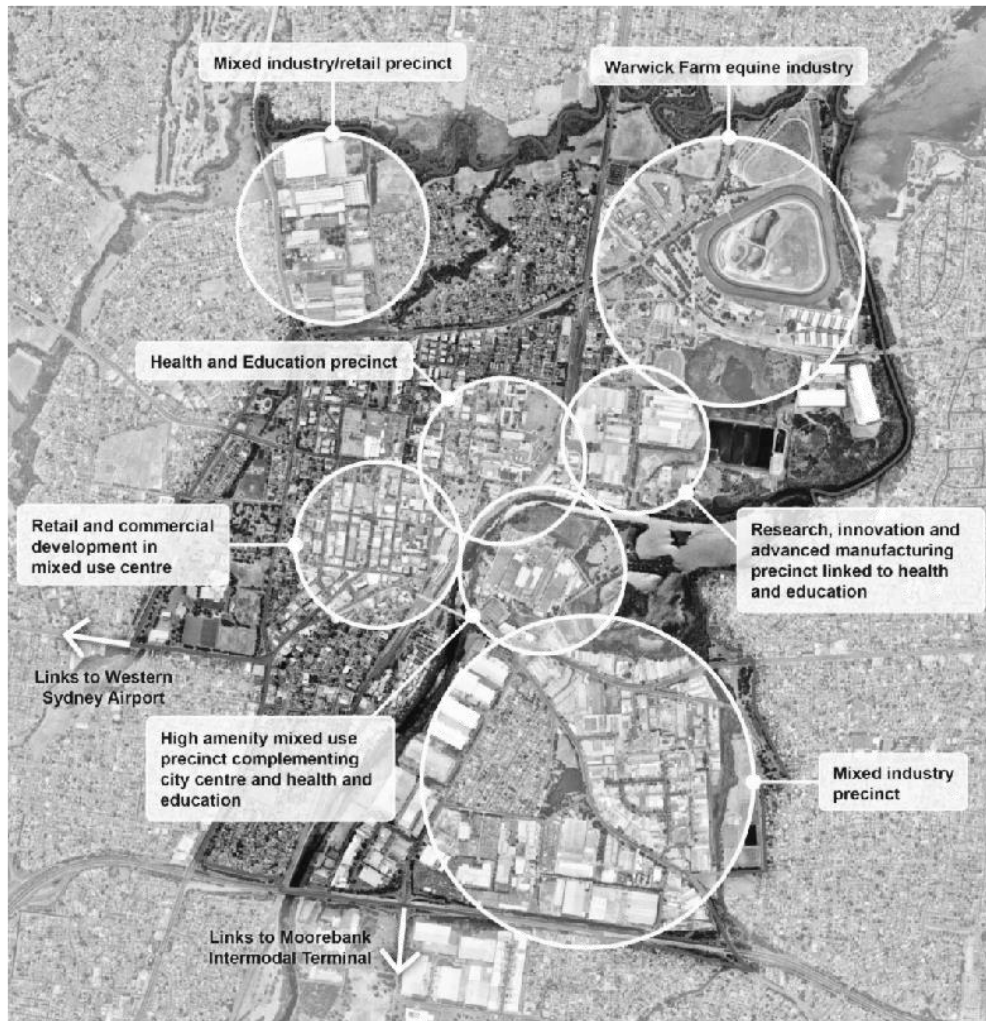 Mixed industry/retail precinct
Warwick Farm equine industry
Health and Education precinct
Retail and commercial
development in
mixed use centre
Research, innovation and
advanced manufacturing
precinct linked to health
and education
Links to Western
Sydney Airport
High amenity mixed use
precinct complementing
city centre and health and
education
Mixed industry
precinct
Links to Moorebank
Intermodal Terminal